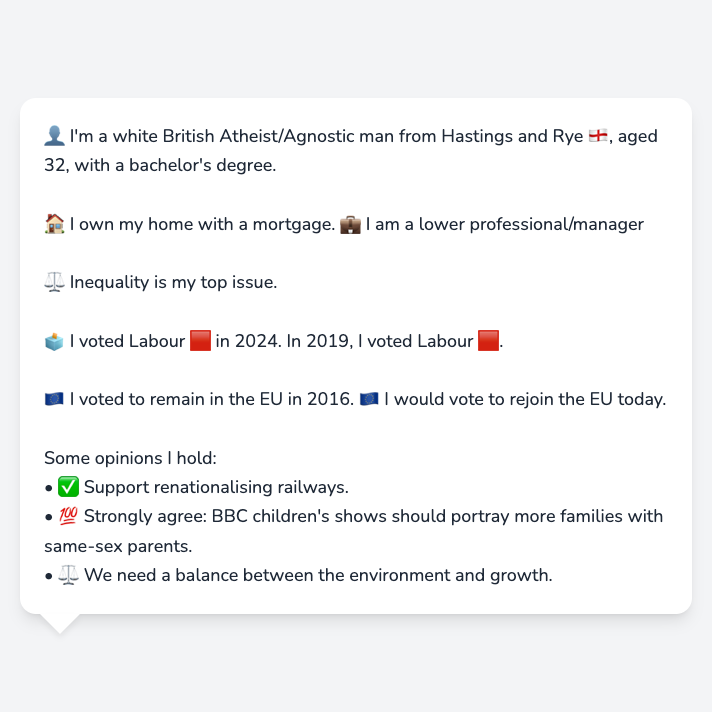 👤 I'm a white British Atheist/Agnostic man from Hastings and Rye 🏴󠁧󠁢󠁥󠁮󠁧󠁿, aged
32, with a bachelor's degree.
🏠 I own my home with a mortgage. 💼 I am a lower professional/manager
⚖️ Inequality is my top issue.
🗳️ I voted Labour 🟥 in 2024. In 2019, I voted Labour 🟥.
🇪🇺 I voted to remain in the EU in 2016. 🇪🇺 I would vote to rejoin the EU today.
Some opinions I hold:
• ✅ Support renationalising railways.
• 💯 Strongly agree: BBC children's shows should portray more families with
same-sex parents.
• ⚖️ We need a balance between the environment and growth.